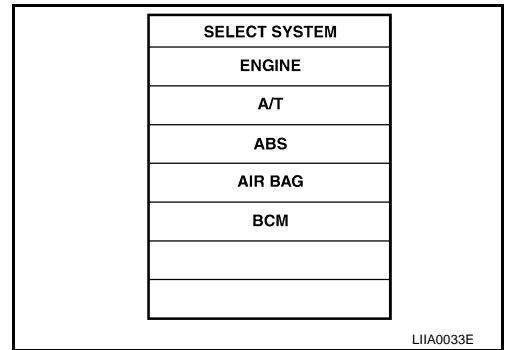 SELECT SYSTEM
ENGINE
A/T
ABS
AIR BAG
BCM
LIIA0033E